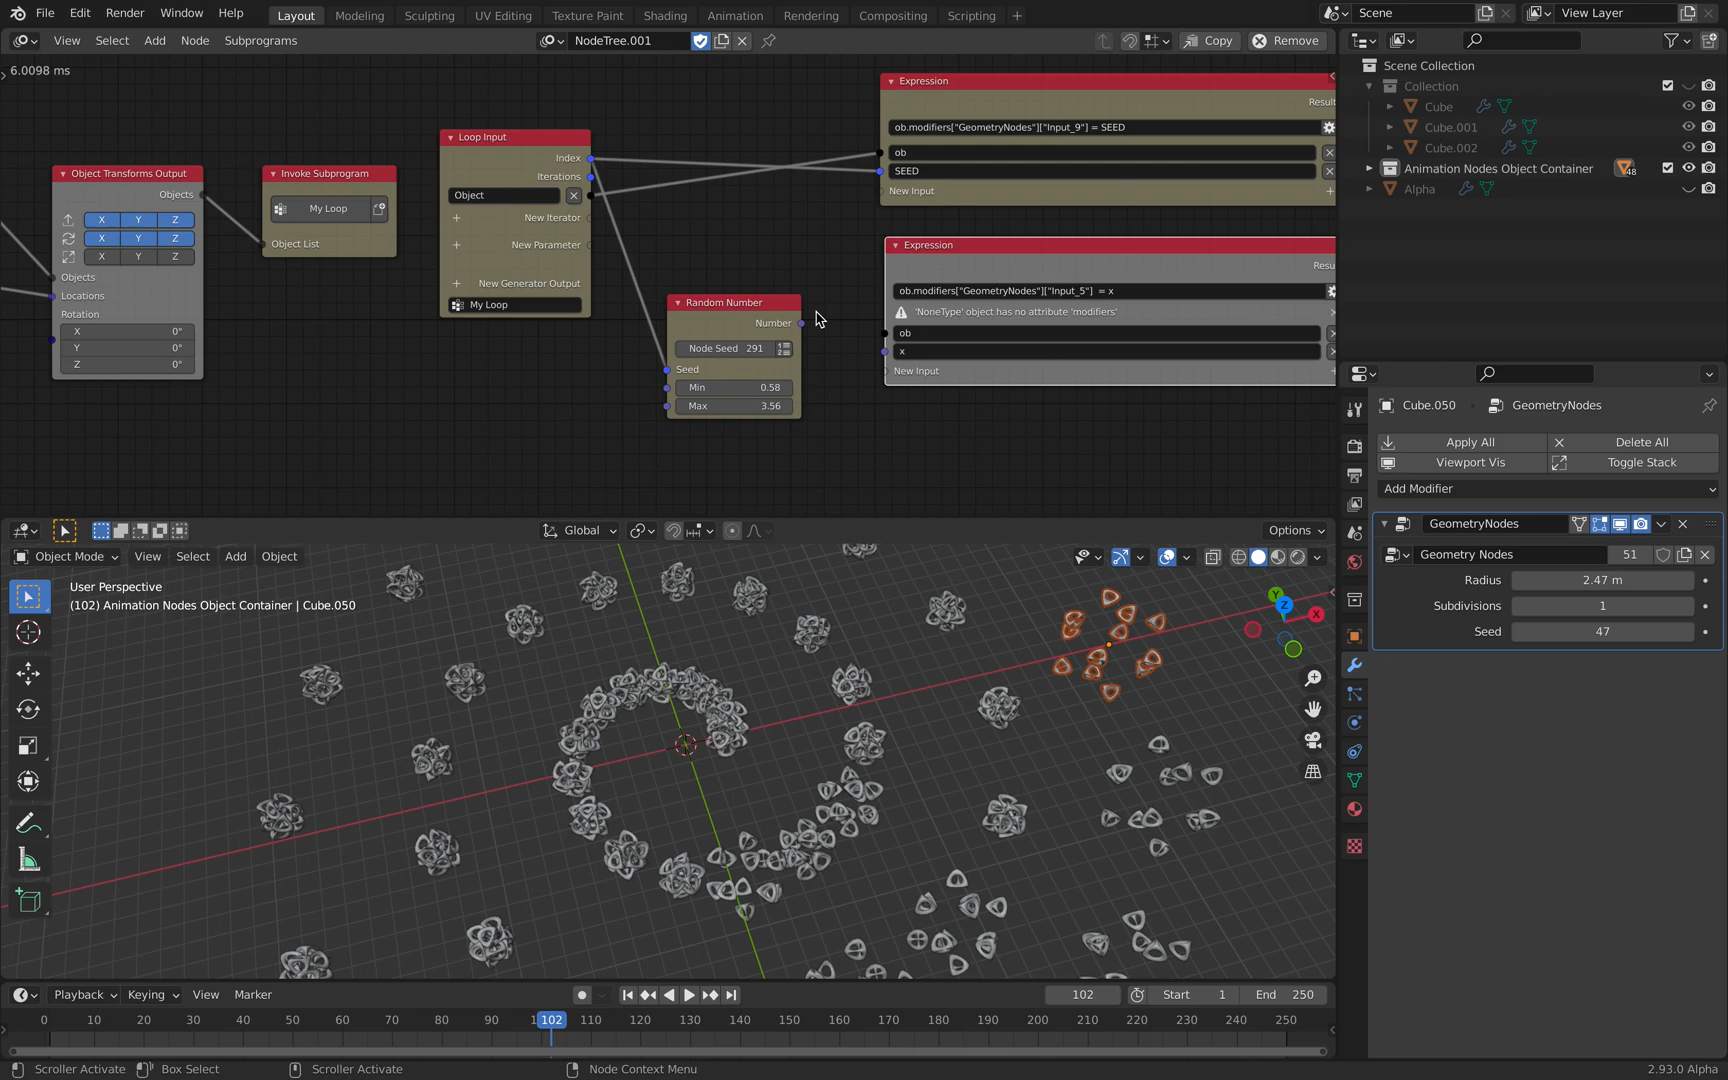 File Edit Render Window Help Layout Modeling Sculpting UV Editing Texture Paint Shading Animation Rendering Compositing Scripting + Scene View Layer
View Select Add Node Subprograms NodeTree.001 Copy Remove
6.0098 ms
Object Transforms Output
Objects
X Y Z
X Y Z
X Y Z
Objects
Locations
Rotation
X 0°
Y 0°
Z 0°
Invoke Subprogram
My Loop
Object List
Loop Input
Index
Iterations
Object
New Iterator
New Parameter
New Generator Output
My Loop
Random Number
Number
Node Seed 291
Seed
Min 0.58
Max 3.56
Expression
Result
ob.modifiers["GeometryNodes"]["Input_9"] = SEED
ob
SEED
New Input
Expression
Resu
ob.modifiers["GeometryNodes"]["Input_5"] = x
'NoneType' object has no attribute 'modifiers'
ob
x
New Input
Scene Collection
Collection
Cube
Cube.001
Cube.002
Animation Nodes Object Container 48
Alpha
Cube.050 GeometryNodes
Apply All Delete All
Viewport Vis Toggle Stack
Add Modifier
GeometryNodes
Geometry Nodes 51
Radius 2.47 m
Subdivisions 1
Seed 47
Global Options
Object Mode View Select Add Object
User Perspective
(102) Animation Nodes Object Container | Cube.050
Y
Z
X
Playback Keying View Marker 102 Start 1 End 250
0 10 20 30 40 50 60 70 80 90 102 110 120 130 140 150 160 170 180 190 200 210 220 230 240 250
Scroller Activate Box Select Scroller Activate Node Context Menu 2.93.0 Alpha